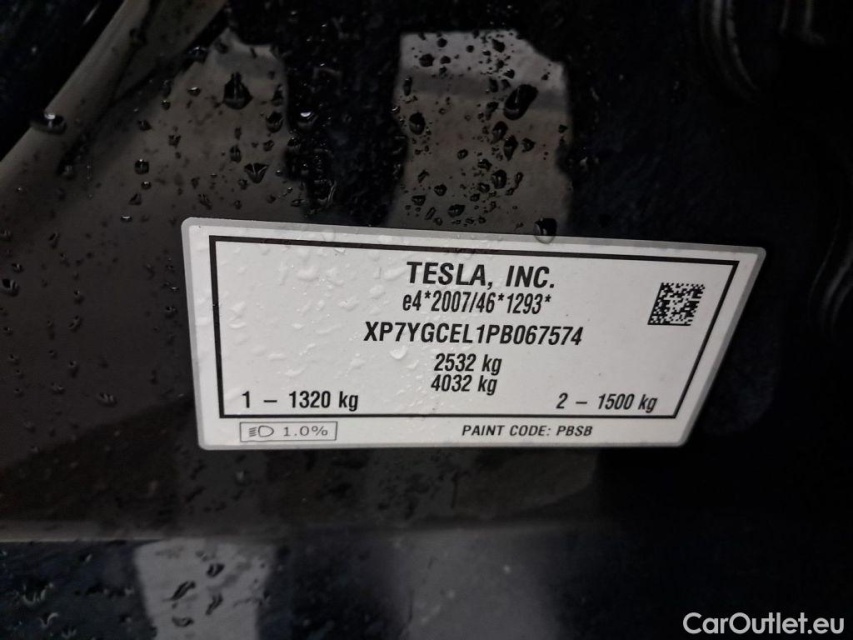 TESLA, INC.
e4*2007/46*1293*
XP7YGCEL1PB067574
2532 kg
4032 kg
1 – 1320 kg
2 – 1500 kg
1.0%
PAINT CODE: PBSB
CarOutlet.eu